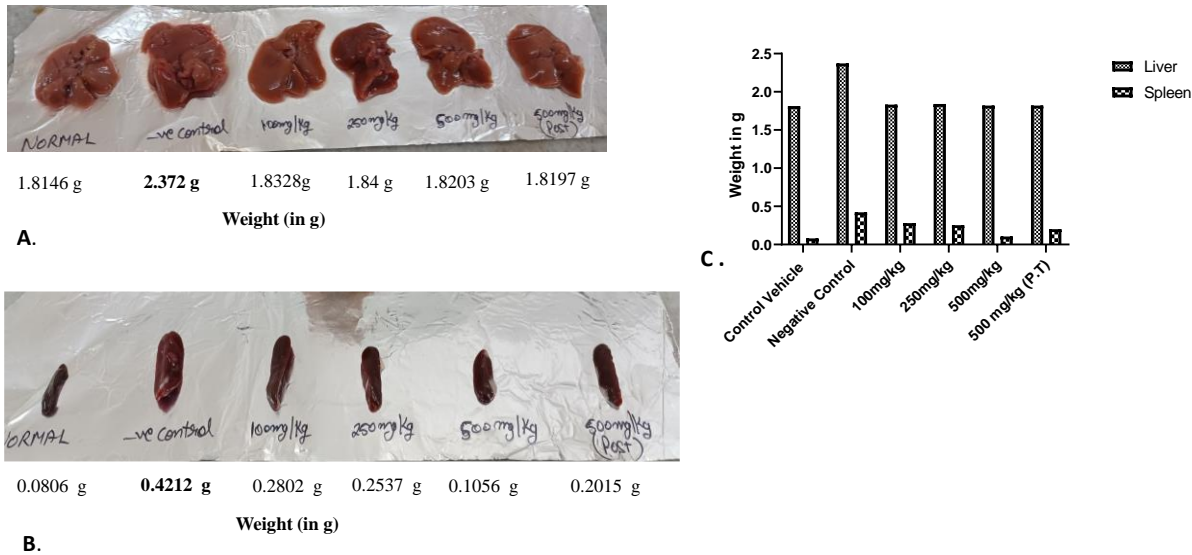 NORMAL
-ve control
100mg/kg
250mg/kg
500mg/kg
500mg/kg
(Post)
1.8146 g
2.372 g
1.8328g
1.84 g
1.8203 g
1.8197 g
Weight (in g)
A.
NORMAL
-ve control
100mg/kg
250mg/kg
500mg/kg
500mg/kg
(Post)
0.0806 g
0.4212 g
0.2802 g
0.2537 g
0.1056 g
0.2015 g
Weight (in g)
B.
C .
Weight in g
2.5
2.0
1.5
1.0
0.5
0.0
Control Vehicle
Negative Control
100mg/kg
250mg/kg
500mg/kg
500 mg/kg (P.T)
Liver
Spleen